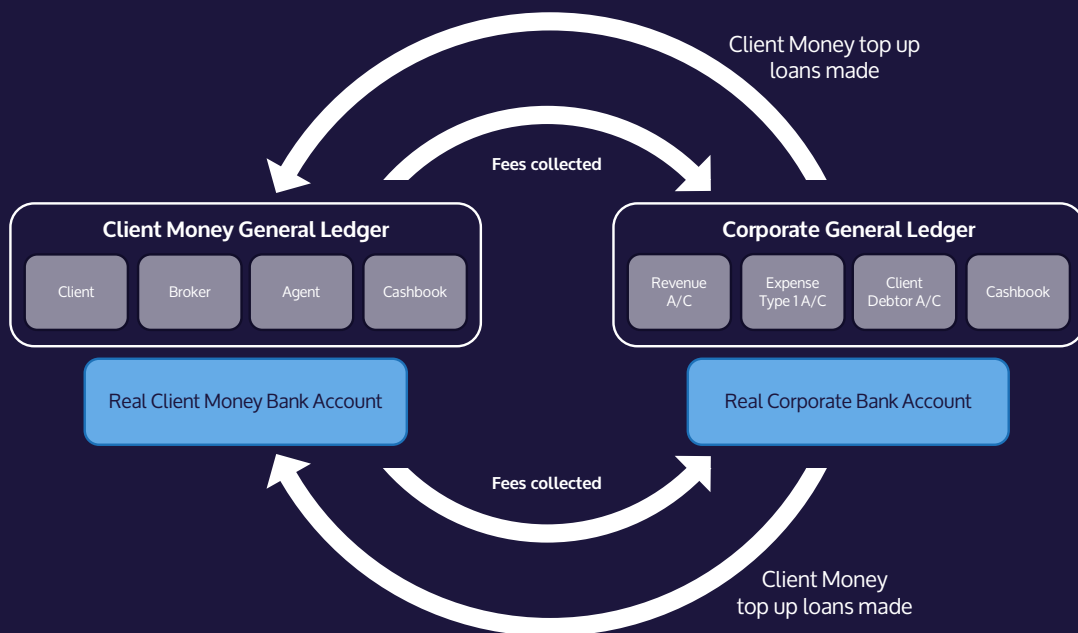 Client Money top up
loans made
Fees collected
Client Money General Ledger
Client
Broker
Agent
Cashbook
Corporate General Ledger
Revenue
A/C
Expense
Type 1 A/C
Client
Debtor A/C
Cashbook
Real Client Money Bank Account
Real Corporate Bank Account
Fees collected
Client Money
top up loans made